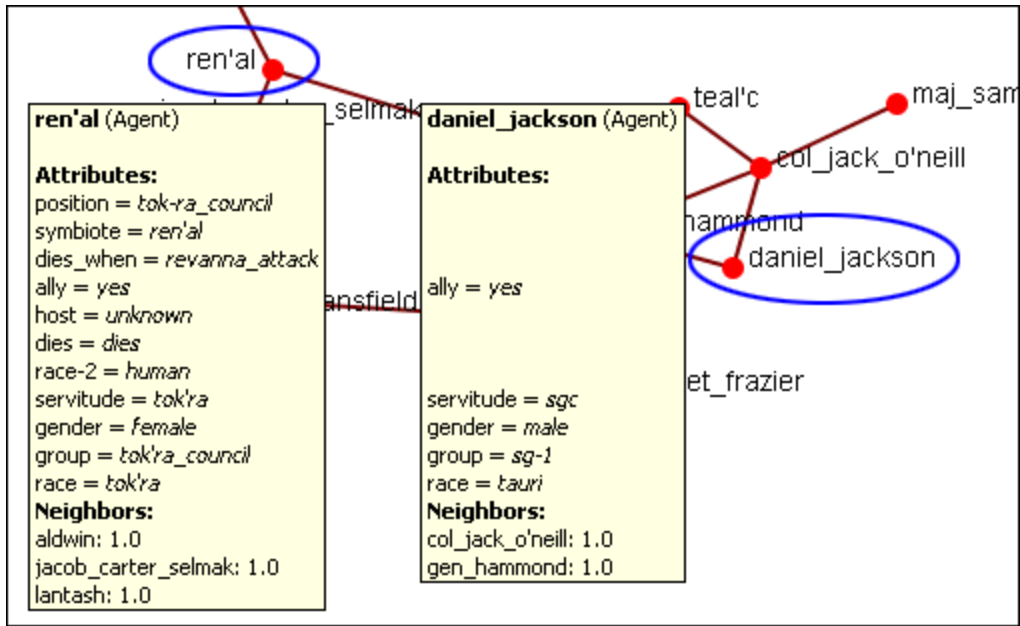 ren'al
_selmak
teal'c
maj_sam
col_jack_o'neill
hammond
daniel_jackson
ansfield
et_frazier
ren'al (Agent)
Attributes:
position = tok-ra_council
symbiote = ren'al
dies_when = revanna_attack
ally = yes
host = unknown
dies = dies
race-2 = human
servitude = tok'ra
gender = female
group = tok'ra_council
race = tok'ra
Neighbors:
aldwin: 1.0
jacob_carter_selmak: 1.0
lantash: 1.0
daniel_jackson (Agent)
Attributes:
ally = yes
servitude = sgc
gender = male
group = sg-1
race = tauri
Neighbors:
col_jack_o'neill: 1.0
gen_hammond: 1.0